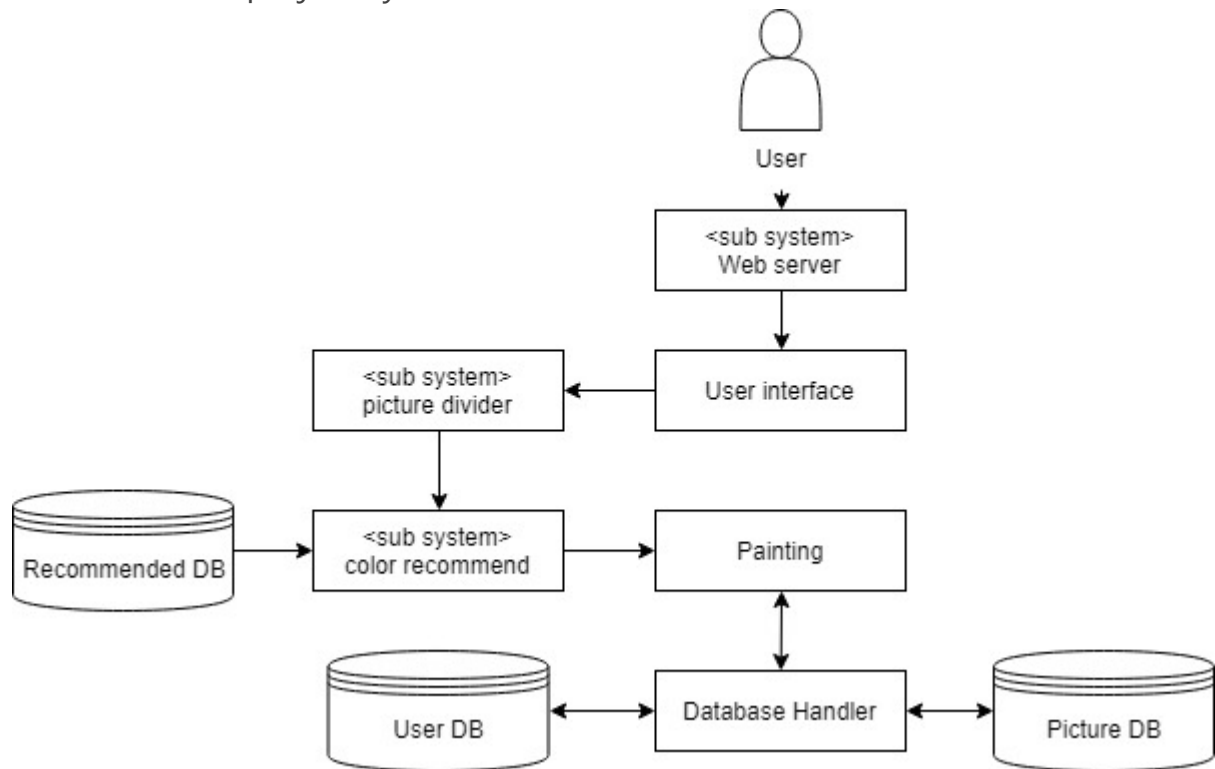 User
<sub system>
Web server
<sub system>
picture divider
User interface
Recommended DB
<sub system>
color recommend
Painting
User DB
Database Handler
Picture DB